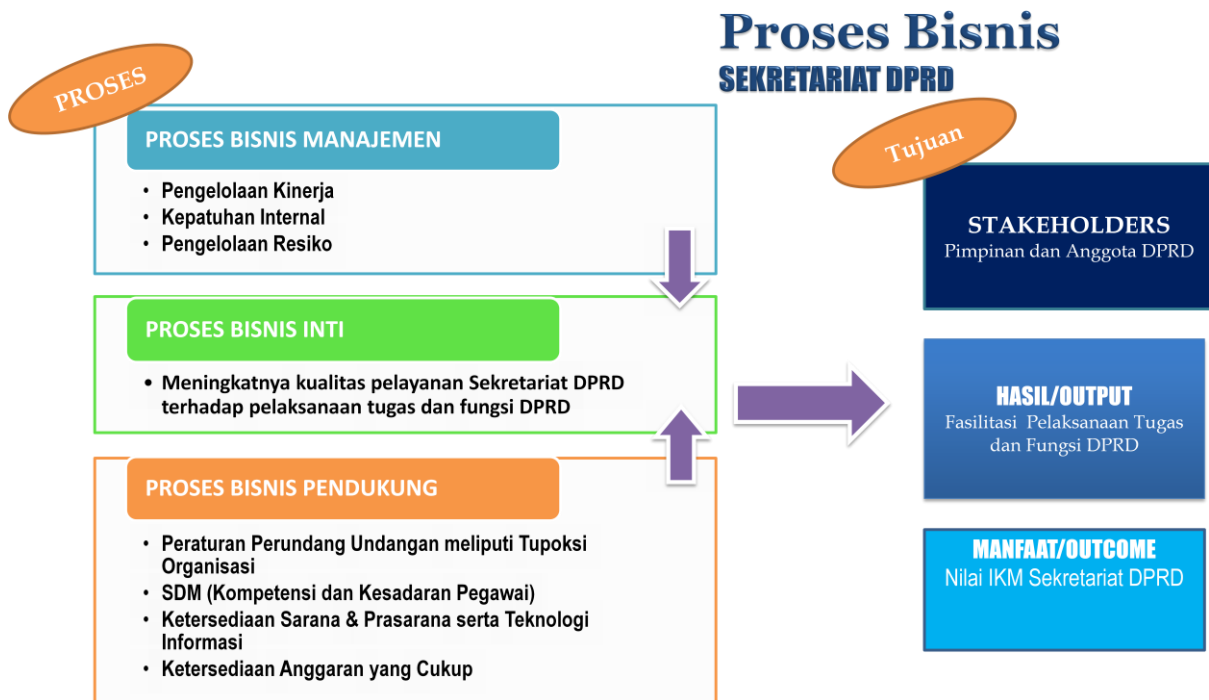 Proses Bisnis
SEKRETARIAT DPRD
PROSES
PROSES BISNIS MANAJEMEN
• Pengelolaan Kinerja
• Kepatuhan Internal
• Pengelolaan Resiko
PROSES BISNIS INTI
• Meningkatnya kualitas pelayanan Sekretariat DPRD
terhadap pelaksanaan tugas dan fungsi DPRD
PROSES BISNIS PENDUKUNG
• Peraturan Perundang Undangan meliputi Tupoksi
Organisasi
• SDM (Kompetensi dan Kesadaran Pegawai)
• Ketersediaan Sarana & Prasarana serta Teknologi
Informasi
• Ketersediaan Anggaran yang Cukup
Tujuan
STAKEHOLDERS
Pimpinan dan Anggota DPRD
HASIL/OUTPUT
Fasilitasi Pelaksanaan Tugas
dan Fungsi DPRD
MANFAAT/OUTCOME
Nilai IKM Sekretariat DPRD